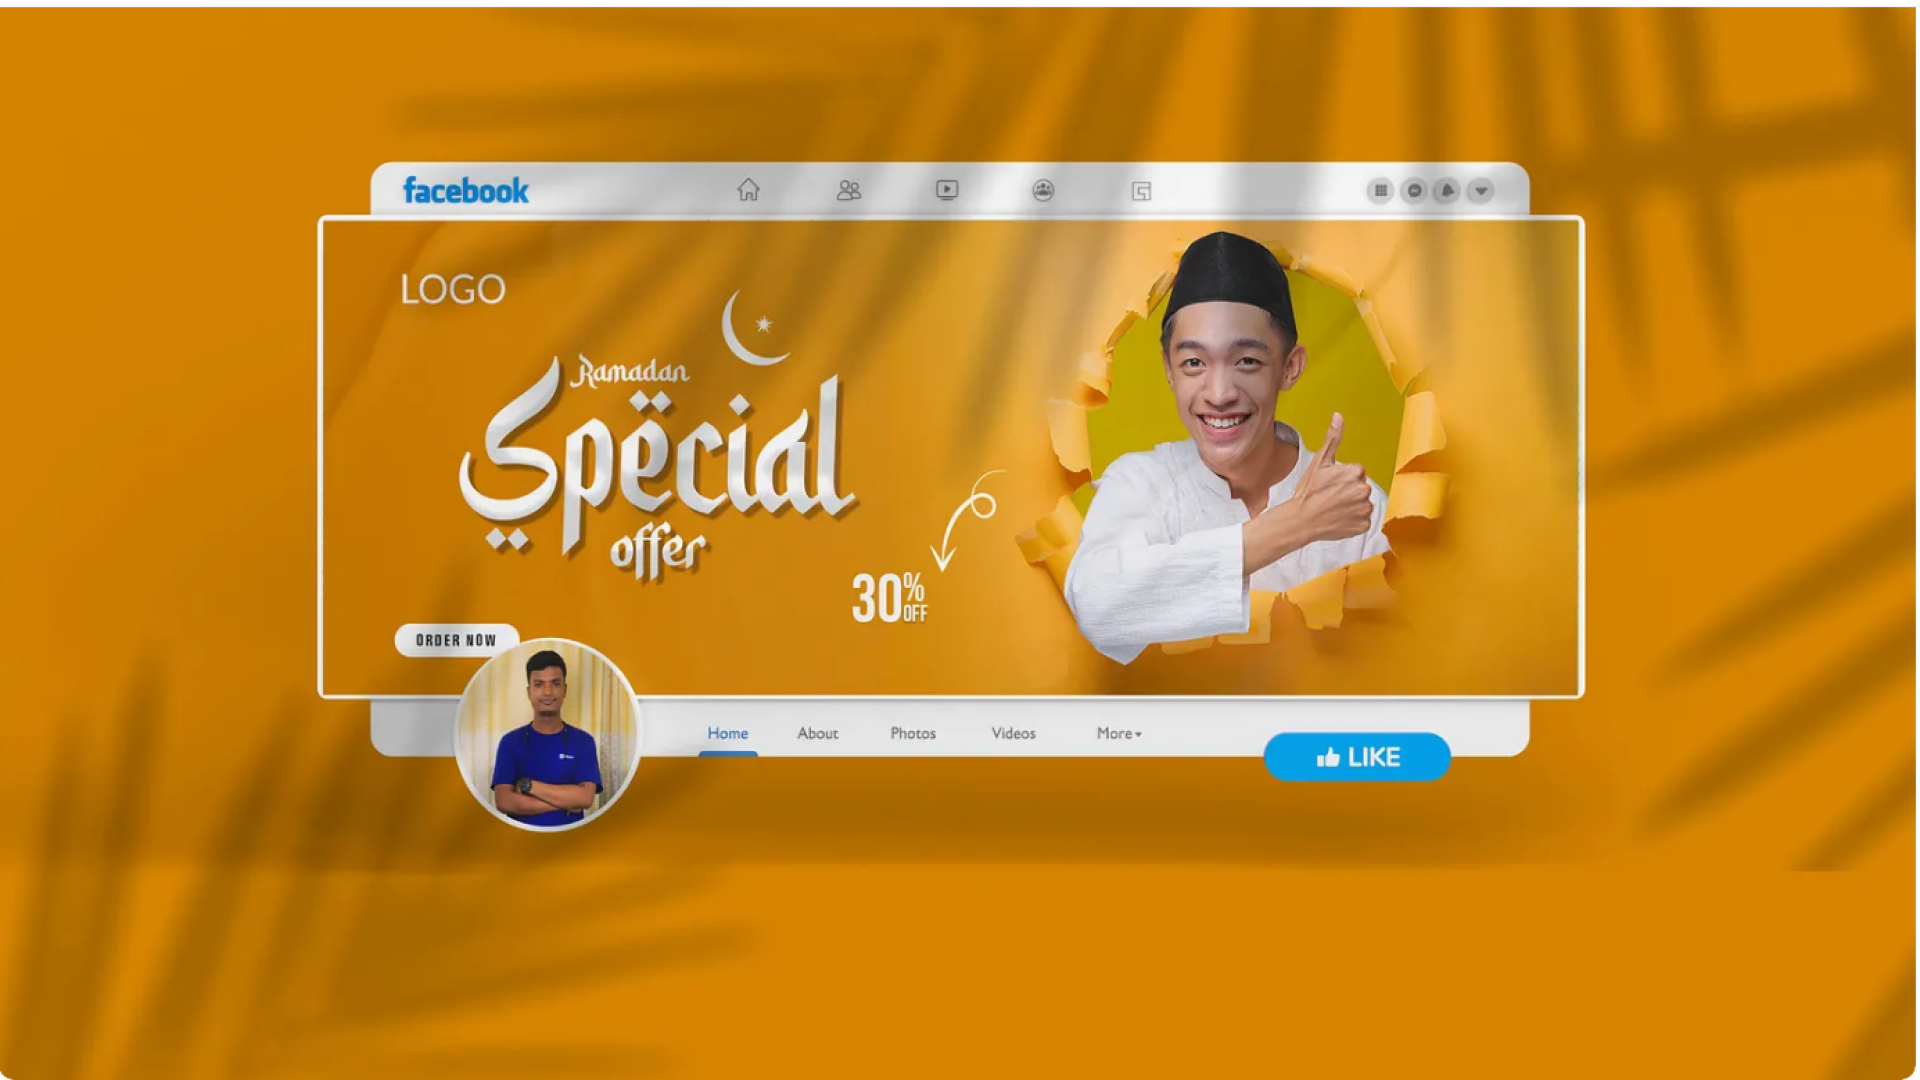 facebook
LOGO
Ramadan
Special
offer
30% OFF
ORDER NOW
Home About Photos Videos More
LIKE